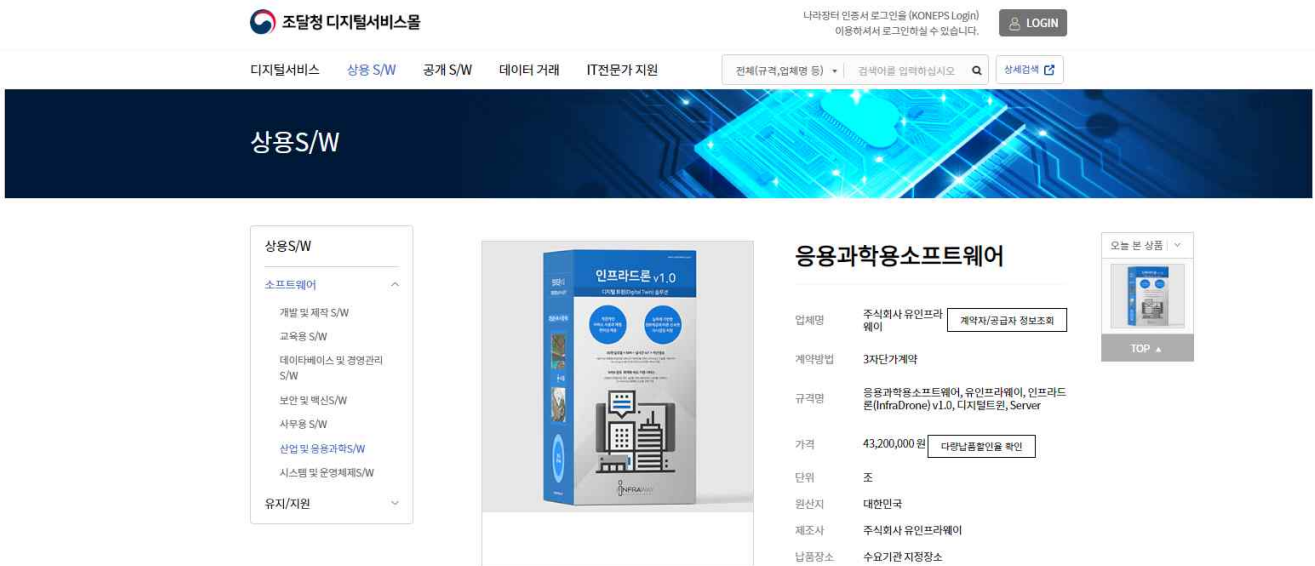 조달청 디지털서비스몰
나라장터 인증서 로그인을 (KONEPS Login)
이용하셔서 로그인하실 수 있습니다.
LOGIN
디지털서비스
상용 S/W
공개 S/W
데이터 거래
IT전문가 지원
전체(규격,업체명 등)
검색어를 입력하십시오
상세검색
상용S/W
상용S/W
소프트웨어
개발 및 제작 S/W
교육용 S/W
데이타베이스 및 경영관리
S/W
보안 및 백신S/W
사무용 S/W
산업 및 응용과학S/W
시스템 및 운영체제S/W
유지/지원
인프라드론 v1.0
디지털 트윈(Digital Twin) 솔루션
INFRAWAY
응용과학용소프트웨어
업체명
주식회사 유인프라
웨이
계약자/공급자 정보조회
계약방법
3자단가계약
규격명
응용과학용소프트웨어, 유인프라웨이, 인프라드
론(InfraDrone) v1.0, 디지털트윈, Server
가격
43,200,000 원
다량납품할인율 확인
단위
조
원산지
대한민국
제조사
주식회사 유인프라웨이
납품장소
수요기관 지정장소
오늘 본 상품
TOP ▲